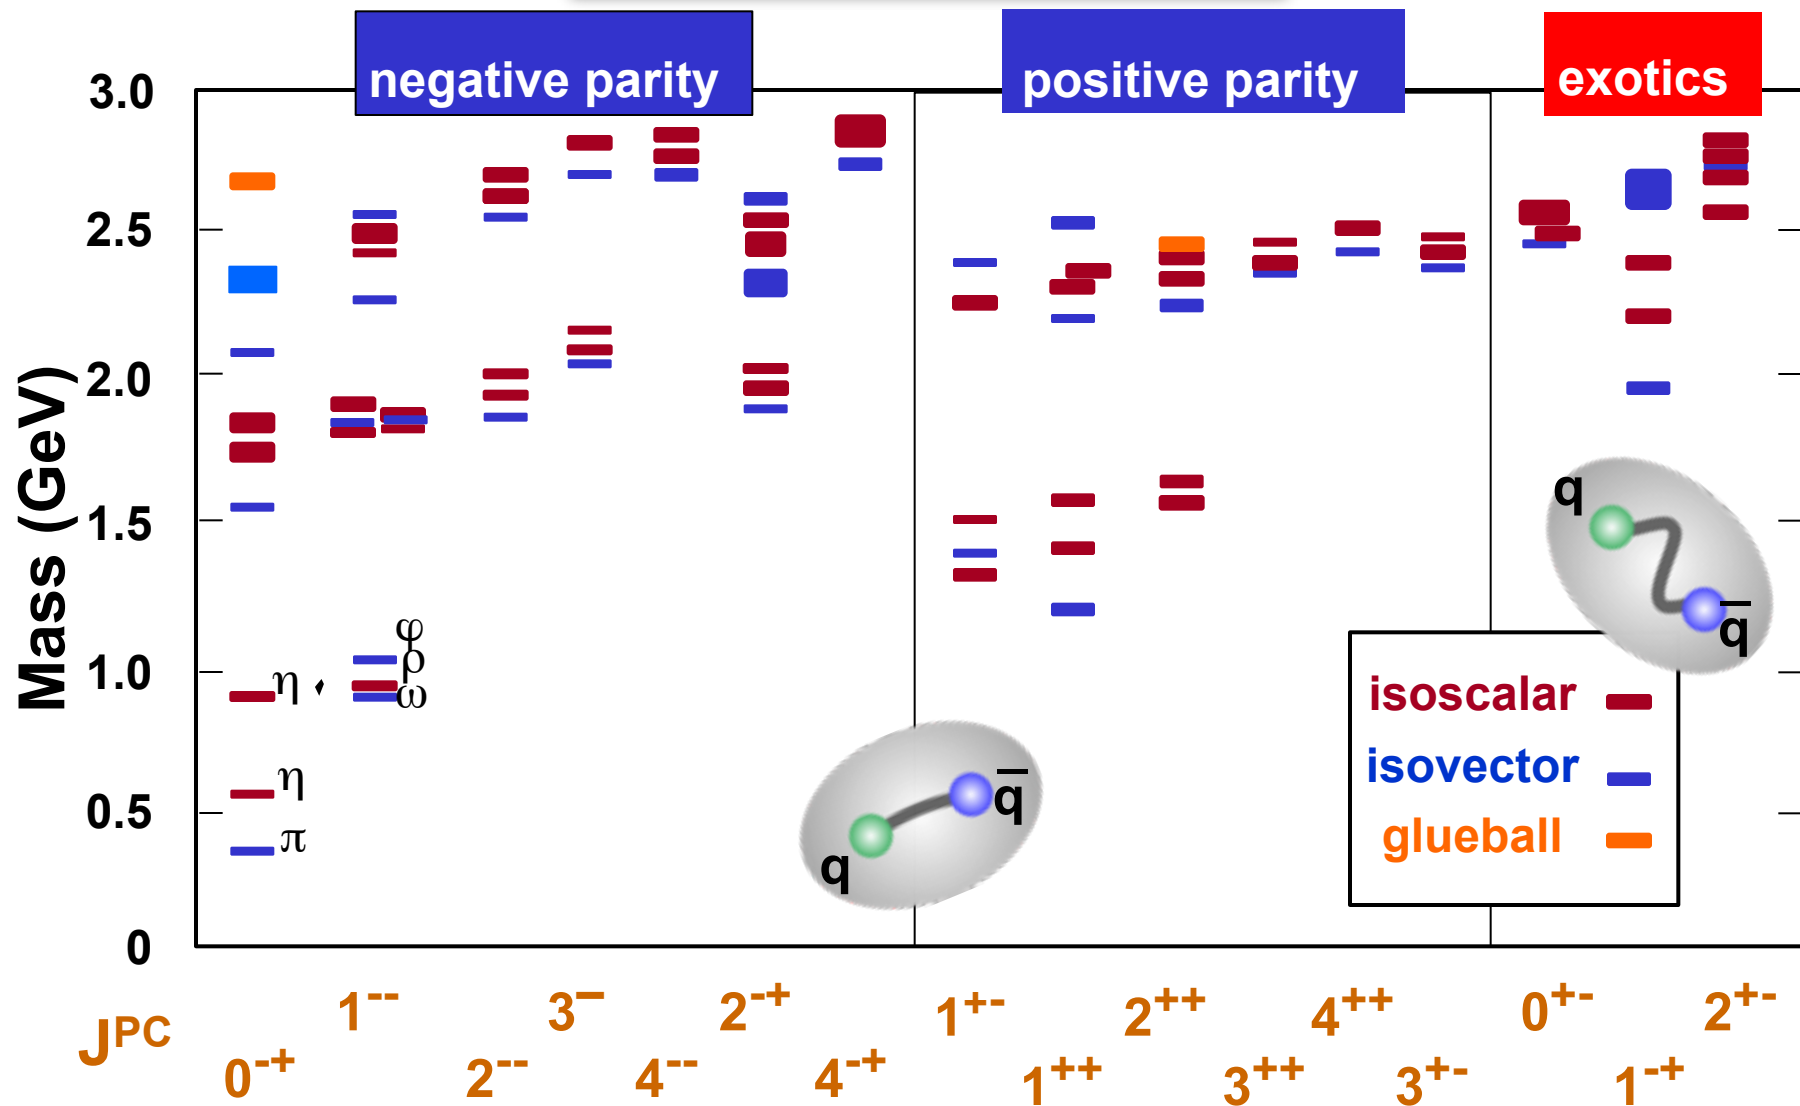 negative parity
positive parity
exotics
3.0
2.5
2.0
1.5
1.0
0.5
0
Mass (GeV)
φ
ρ
ω
η ♦
η
π
q
q̅
q
q̅
isoscalar
isovector
glueball
J^PC
0^-+
1^--
2^--
3^–
4^--
2^-+
4^-+
1^+-
1^++
2^++
3^++
4^++
3^+-
0^+-
1^-+
2^+-